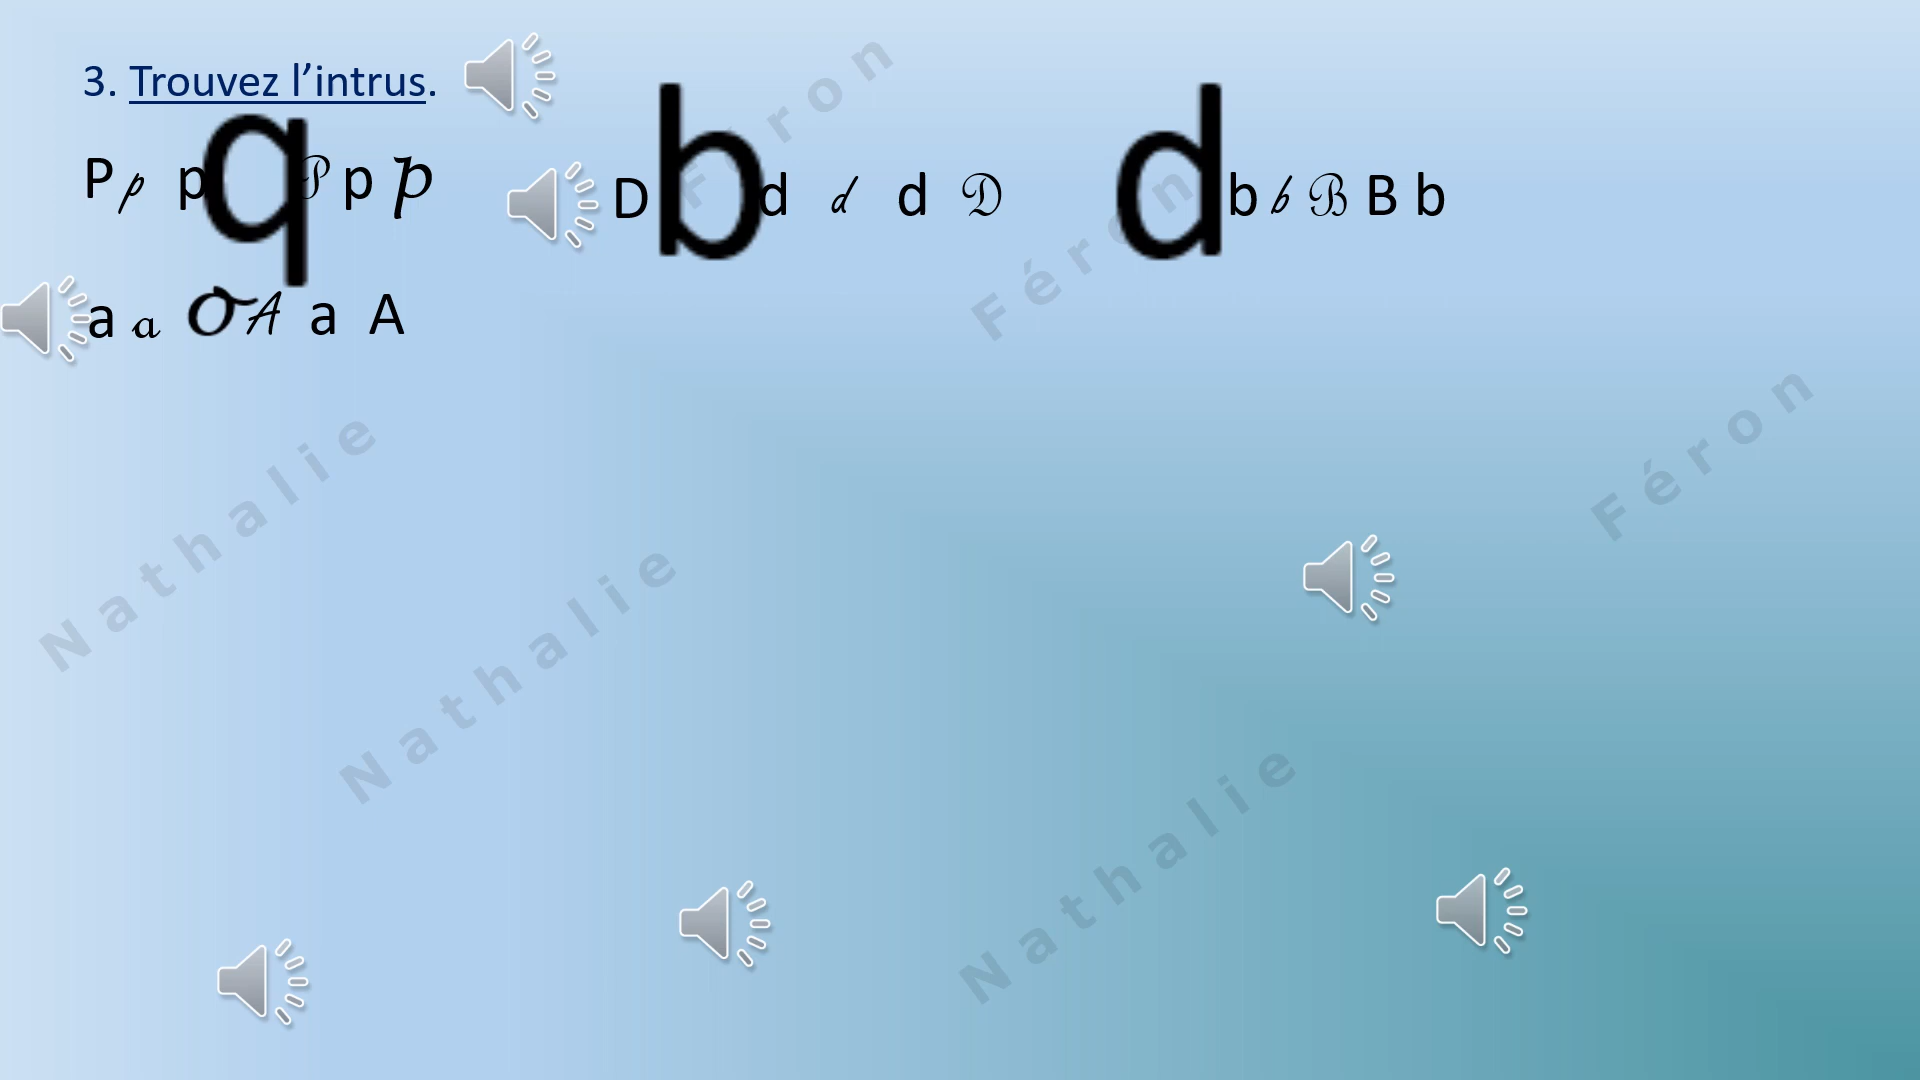 3. Trouvez l’intrus.
P p p q P p p
D b d d d D
d b b B B b
a a o A a A
Féron
Féron
Féron
Nathalie
Nathalie
Nathalie